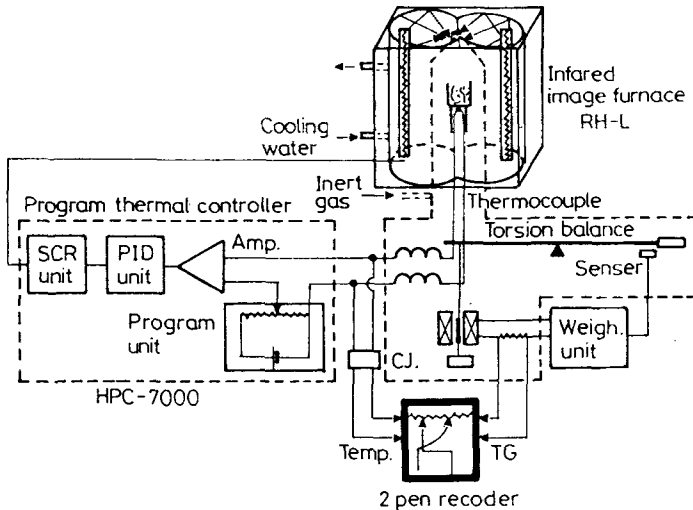 Infared
image furnace
RH-L
Cooling
water
Inert
gas
Thermocouple
Program thermal controller
Torsion balance
Amp.
SCR
unit
PID
unit
Senser
Program
unit
Weigh.
unit
CJ.
HPC-7000
Temp.
TG
2 pen recoder